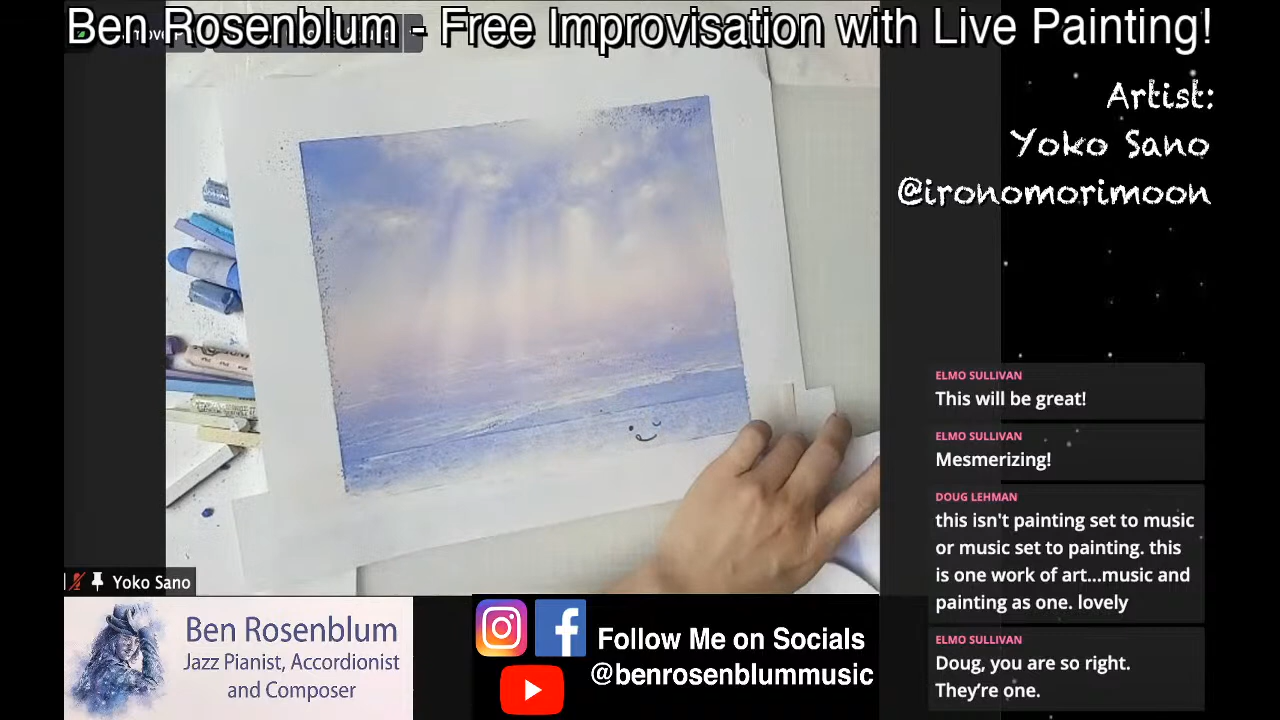 Ben Rosenblum - Free Improvisation with Live Painting!
Artist:
Yoko Sano
@ironomorimoon
ELMO SULLIVAN
This will be great!
ELMO SULLIVAN
Mesmerizing!
DOUG LEHMAN
this isn't painting set to music
or music set to painting. this
is one work of art...music and
painting as one. lovely
ELMO SULLIVAN
Doug, you are so right.
They’re one.
Yoko Sano
Ben Rosenblum
Jazz Pianist, Accordionist
and Composer
Follow Me on Socials
@benrosenblummusic